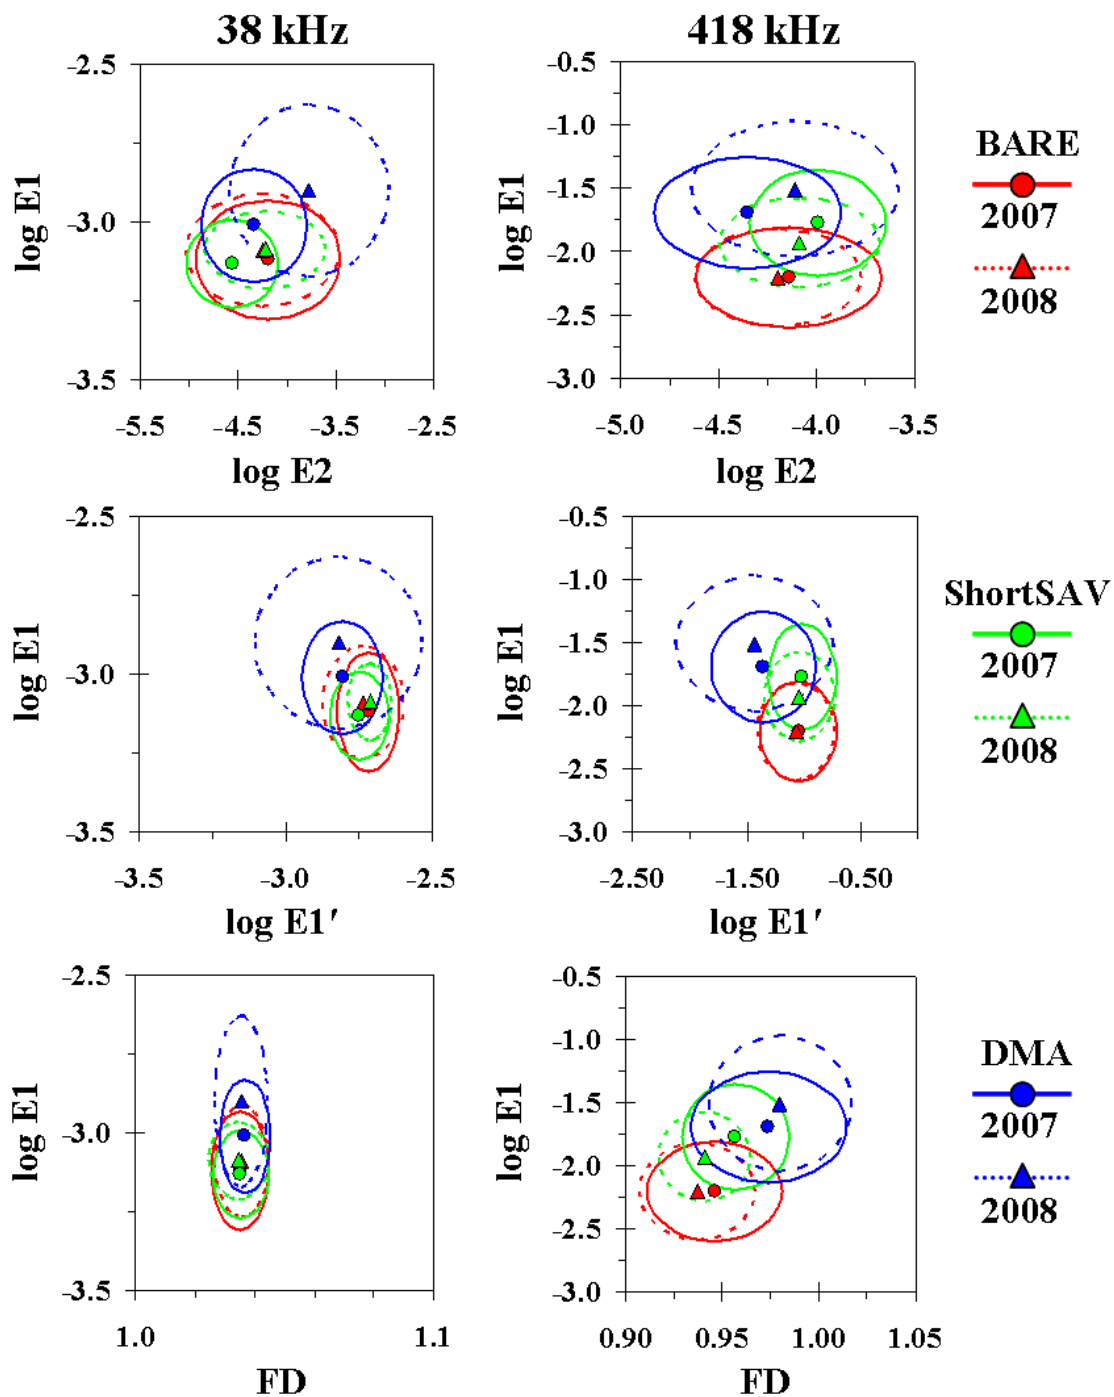 38 kHz
418 kHz
-2.5
-3.0
-3.5
log E1
-5.5 -4.5 -3.5 -2.5
log E2
-0.5
-1.0
-1.5
-2.0
-2.5
-3.0
log E1
-5.0 -4.0 -3.5
log E2
BARE
2007
2008
-2.5
-3.0
-3.5
log E1
-3.5 -3.0 -2.5
log E1′
-0.5
-1.0
-1.5
-2.0
-2.5
-3.0
log E1
-2.50 -1.50 -0.50
log E1′
ShortSAV
2007
2008
-2.5
-3.0
-3.5
log E1
1.0 1.1
FD
-0.5
-1.0
-1.5
-2.0
-2.5
-3.0
log E1
0.90 0.95 1.00 1.05
FD
DMA
2007
2008